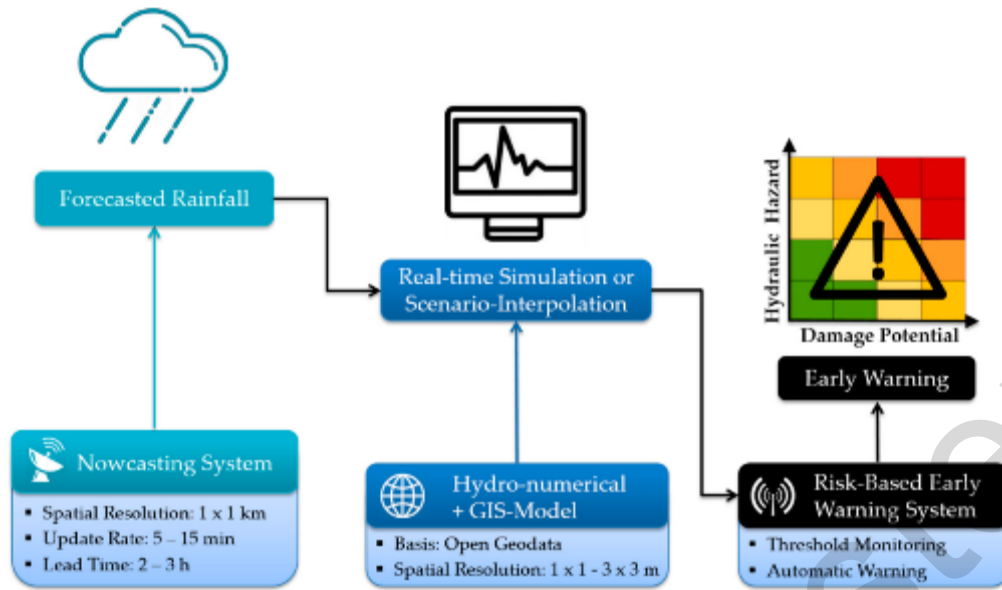 Forecasted Rainfall
Real-time Simulation or
Scenario-Interpolation
Hydraulic Hazard
Damage Potential
Early Warning
Nowcasting System
▪ Spatial Resolution: 1 x 1 km
▪ Update Rate: 5 – 15 min
▪ Lead Time: 2 – 3 h
Hydro-numerical
+ GIS-Model
▪ Basis: Open Geodata
▪ Spatial Resolution: 1 x 1 - 3 x 3 m
Risk-Based Early
Warning System
▪ Threshold Monitoring
▪ Automatic Warning